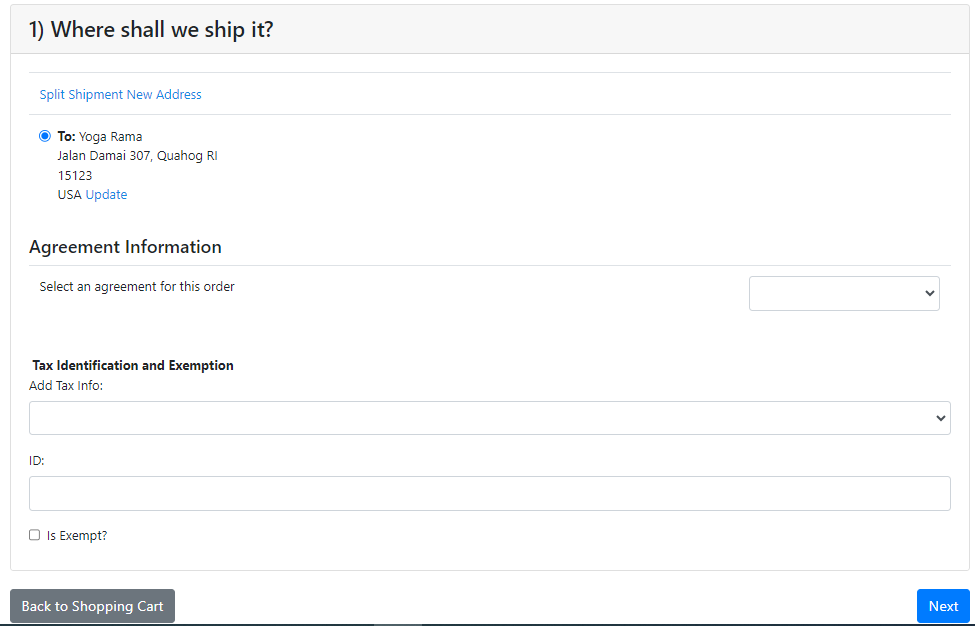 1) Where shall we ship it?
Split Shipment New Address
To: Yoga Rama
Jalan Damai 307, Quahog RI
15123
USA Update
Agreement Information
Select an agreement for this order
Tax Identification and Exemption
Add Tax Info:
ID:
Is Exempt?
Back to Shopping Cart
Next